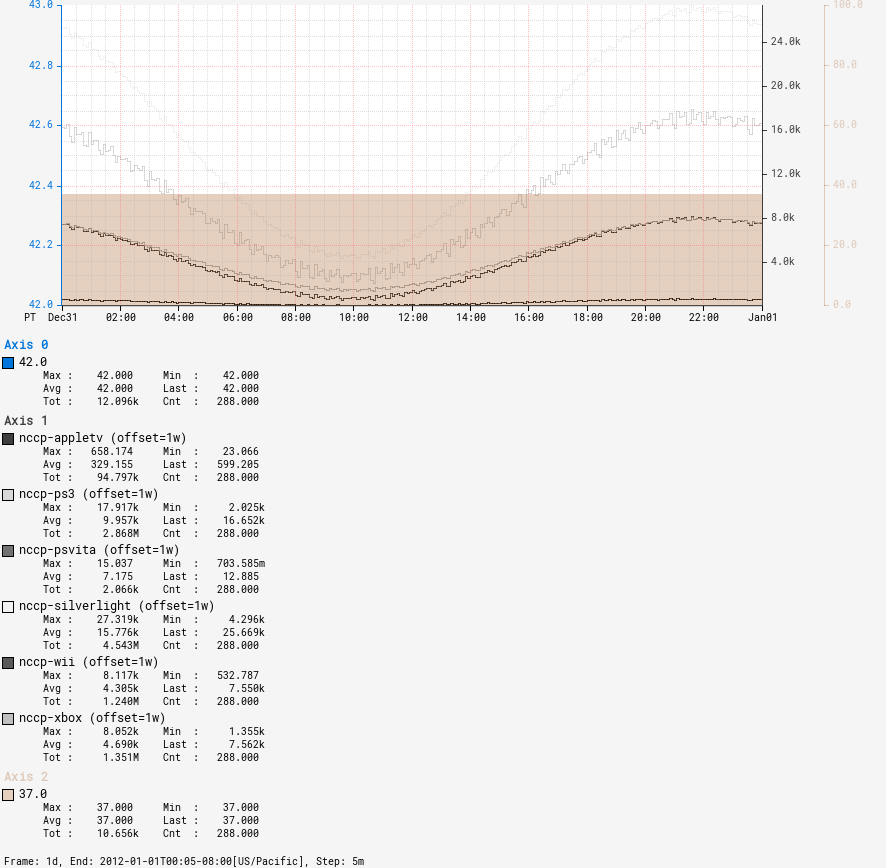 43.0 100.0
24.0k
42.8 80.0
20.0k
42.6 16.0k 60.0
12.0k
42.4 40.0
8.0k
42.2 20.0
4.0k
42.0 0.0
PT Dec31 02:00 04:00 06:00 08:00 10:00 12:00 14:00 16:00 18:00 20:00 22:00 Jan01
Axis 0
42.0
Max : 42.000 Min : 42.000
Avg : 42.000 Last : 42.000
Tot : 12.096k Cnt : 288.000
Axis 1
nccp-appletv (offset=1w)
Max : 658.174 Min : 23.066
Avg : 329.155 Last : 599.205
Tot : 94.797k Cnt : 288.000
nccp-ps3 (offset=1w)
Max : 17.917k Min : 2.025k
Avg : 9.957k Last : 16.652k
Tot : 2.868M Cnt : 288.000
nccp-psvita (offset=1w)
Max : 15.037 Min : 703.585m
Avg : 7.175 Last : 12.885
Tot : 2.066k Cnt : 288.000
nccp-silverlight (offset=1w)
Max : 27.319k Min : 4.296k
Avg : 15.776k Last : 25.669k
Tot : 4.543M Cnt : 288.000
nccp-wii (offset=1w)
Max : 8.117k Min : 532.787
Avg : 4.305k Last : 7.550k
Tot : 1.240M Cnt : 288.000
nccp-xbox (offset=1w)
Max : 8.052k Min : 1.355k
Avg : 4.690k Last : 7.562k
Tot : 1.351M Cnt : 288.000
Axis 2
37.0
Max : 37.000 Min : 37.000
Avg : 37.000 Last : 37.000
Tot : 10.656k Cnt : 288.000
Frame: 1d, End: 2012-01-01T00:05-08:00[US/Pacific], Step: 5m